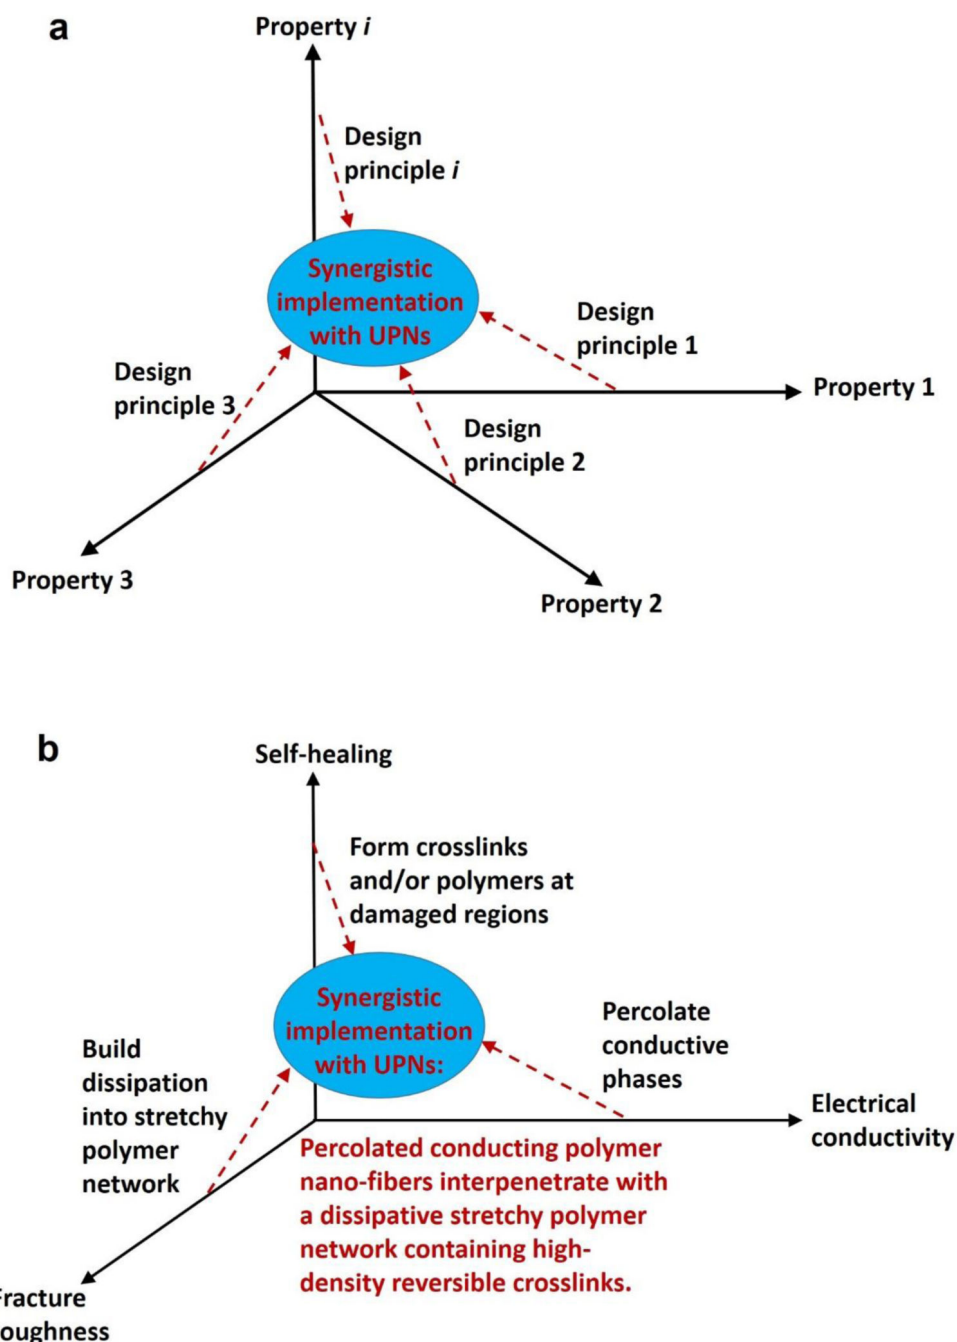 a
Property i
Design
principle i
Synergistic
implementation
with UPNs
Design
principle 1
Property 1
Design
principle 3
Design
principle 2
Property 3
Property 2
b
Self-healing
Form crosslinks
and/or polymers at
damaged regions
Synergistic
implementation
with UPNs:
Percolate
conductive
phases
Build
dissipation
into stretchy
polymer
network
Electrical
conductivity
Percolated conducting polymer
nano-fibers interpenetrate with
a dissipative stretchy polymer
network containing high-
density reversible crosslinks.
Fracture
oughness